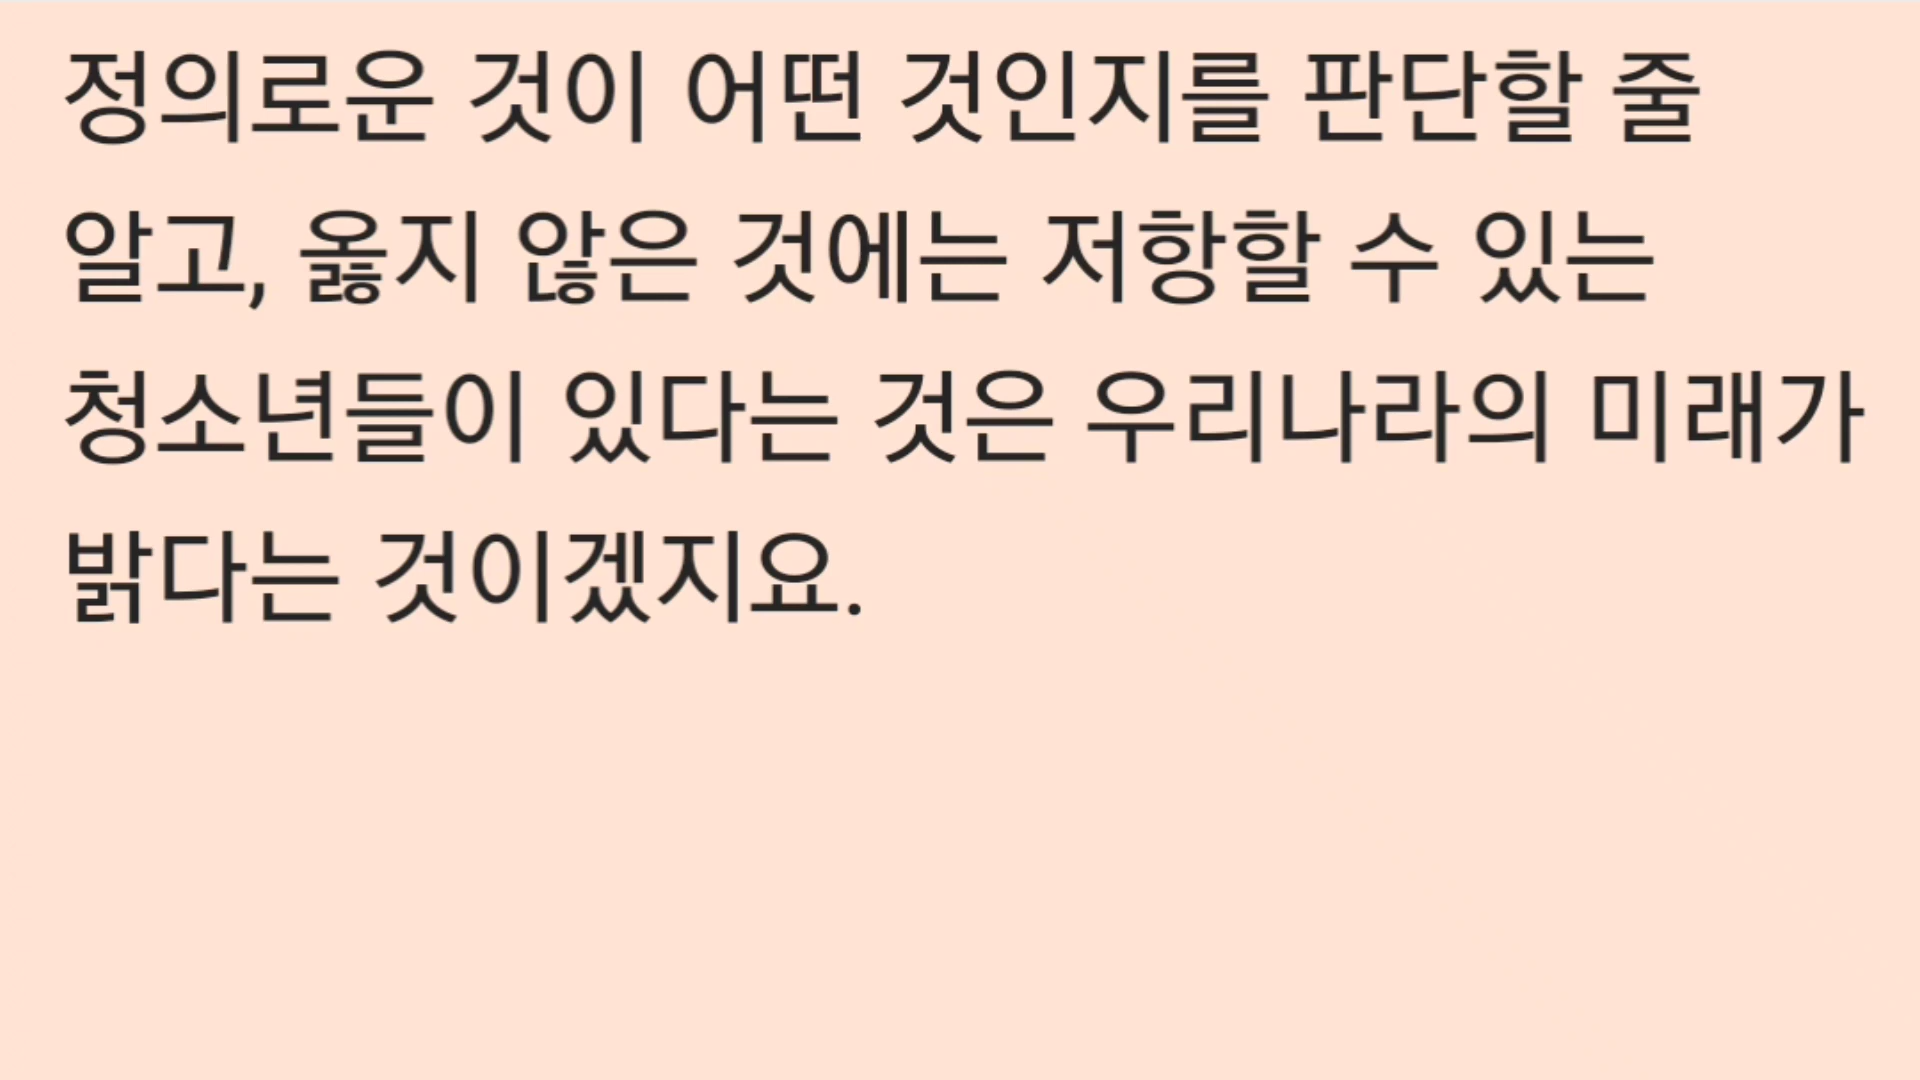 정의로운 것이 어떤 것인지를 판단할 줄
알고, 옳지 않은 것에는 저항할 수 있는
청소년들이 있다는 것은 우리나라의 미래가
밝다는 것이겠지요.